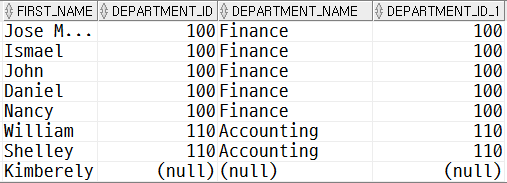 FIRST_NAME DEPARTMENT_ID DEPARTMENT_NAME DEPARTMENT_ID_1
Jose M... 100 Finance 100
Ismael 100 Finance 100
John 100 Finance 100
Daniel 100 Finance 100
Nancy 100 Finance 100
William 110 Accounting 110
Shelley 110 Accounting 110
Kimberely (null) (null) (null)